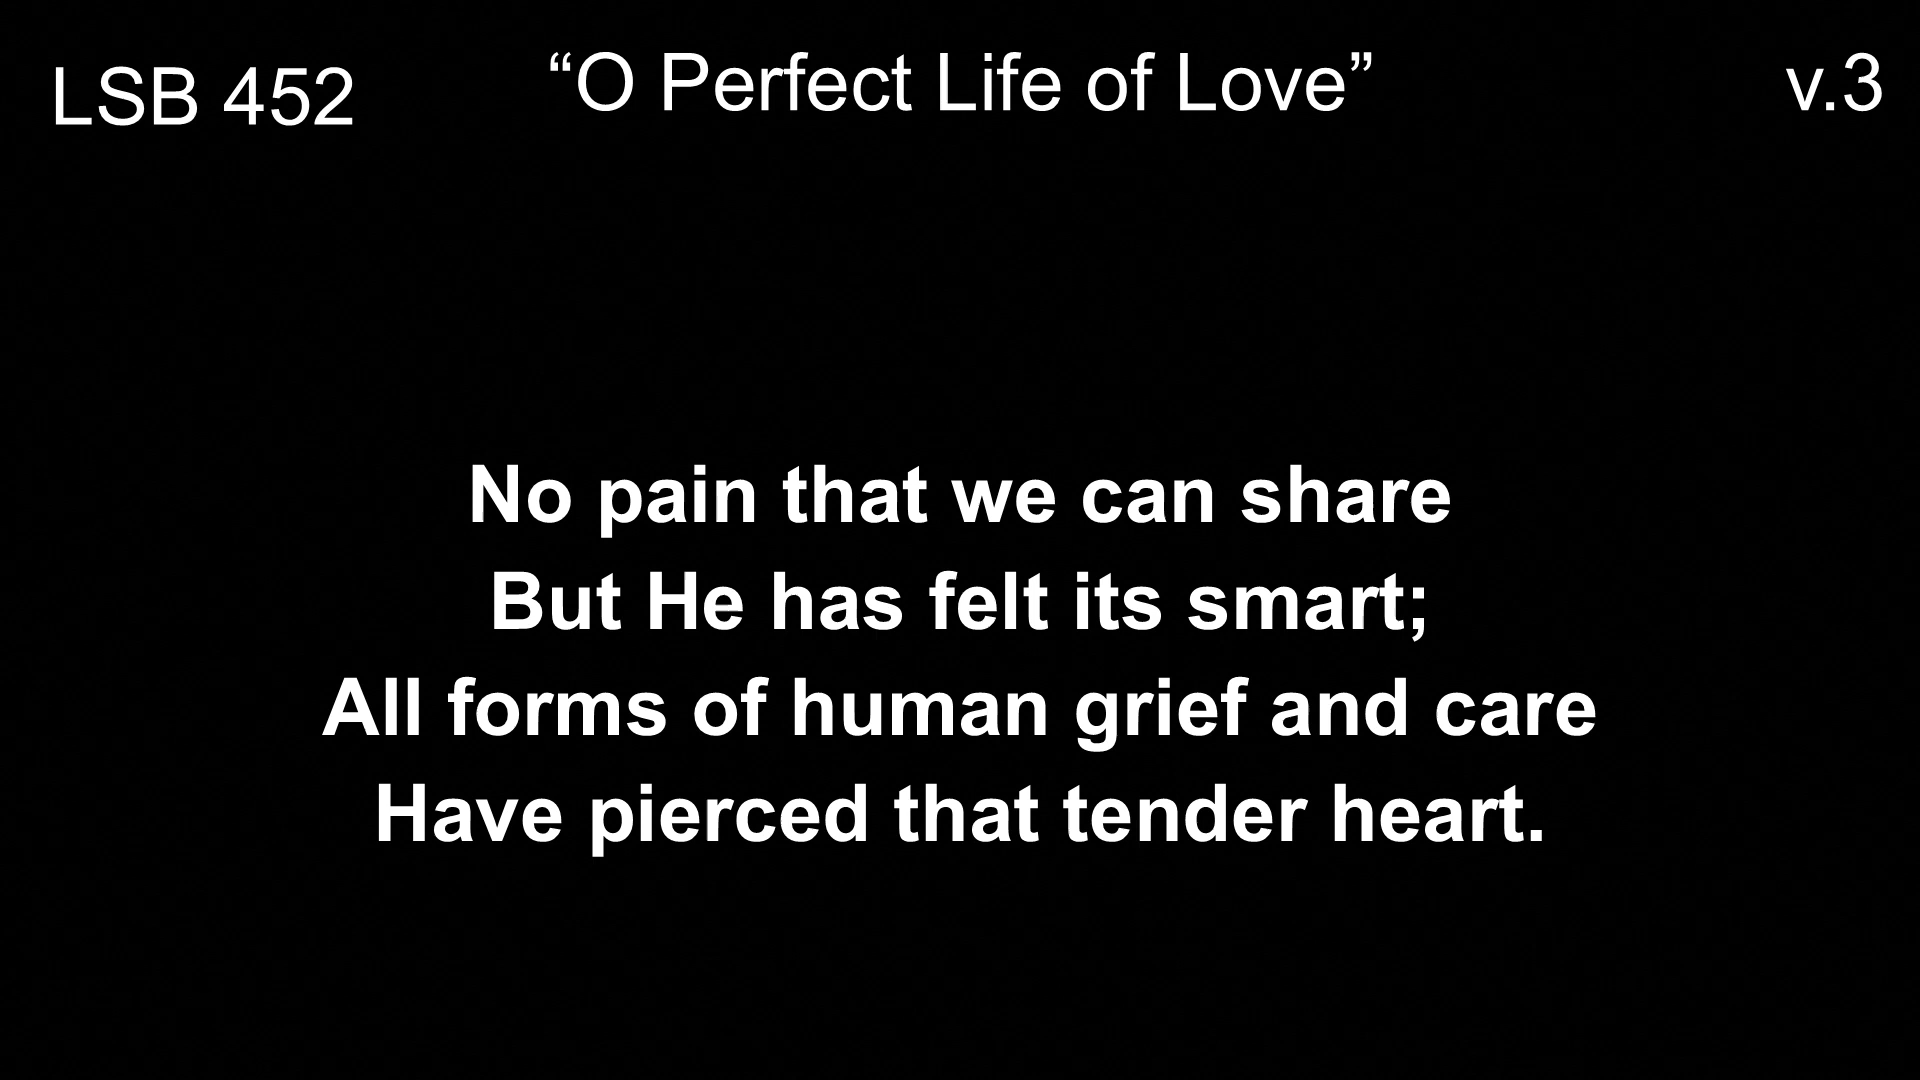 LSB 452
“O Perfect Life of Love”
v.3
No pain that we can share
But He has felt its smart;
All forms of human grief and care
Have pierced that tender heart.